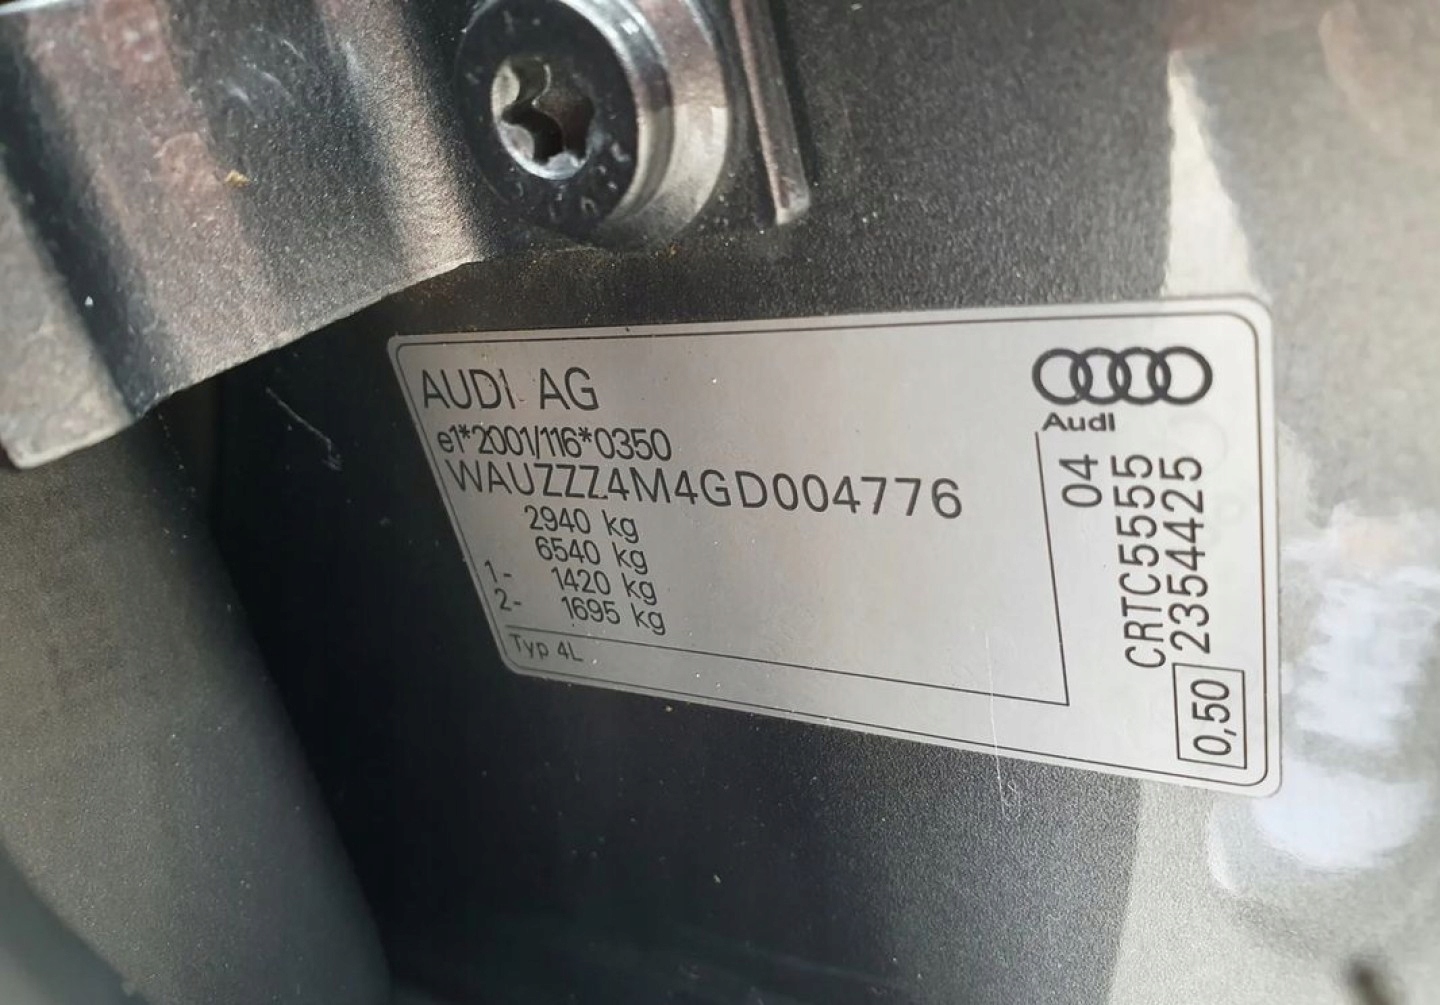 AUDI AG
e1*2001/116*0350
WAUZZZ4M4GD004776
2940 kg
6540 kg
1- 1420 kg
2- 1695 kg
Typ 4L
Audi
04
CRTC5555
2354425
0,50